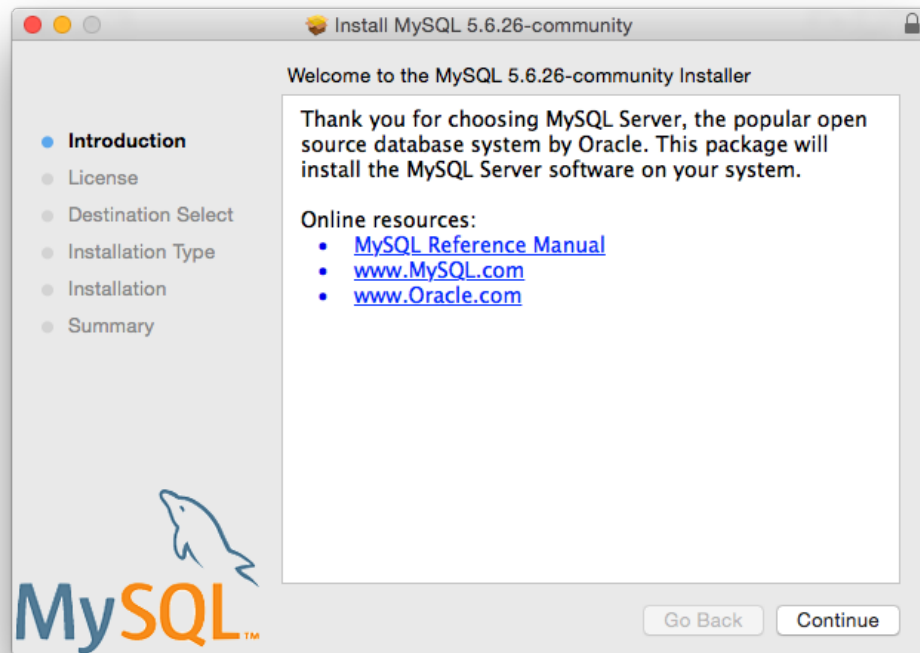 Install MySQL 5.6.26-community
Welcome to the MySQL 5.6.26-community Installer
Introduction
License
Destination Select
Installation Type
Installation
Summary
Thank you for choosing MySQL Server, the popular open
source database system by Oracle. This package will
install the MySQL Server software on your system.
Online resources:
• MySQL Reference Manual
• www.MySQL.com
• www.Oracle.com
MySQL™
Go Back
Continue